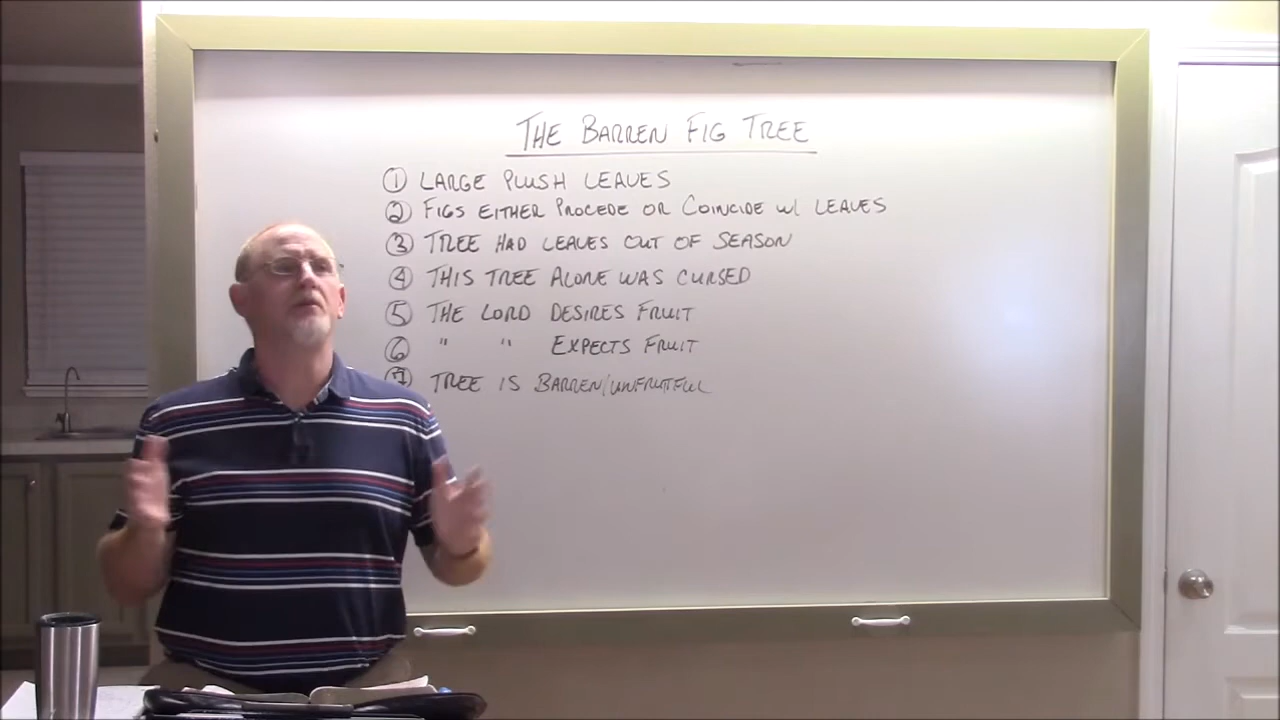 THE BARREN FIG TREE
① LARGE PLUSH LEAVES
② FIGS EITHER PROCEDE OR COINCIDE W/ LEAVES
③ TREE HAD LEAVES OUT OF SEASON
④ THIS TREE ALONE WAS CURSED
⑤ THE LORD DESIRES FRUIT
⑥ " " EXPECTS FRUIT
⑦ TREE IS BARREN/UNFRUTFUL